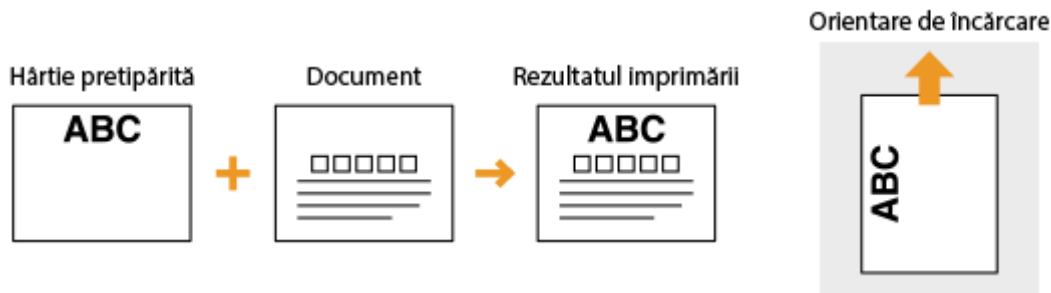 Orientare de încărcare
Hârtie pretipărită
Document
Rezultatul imprimării
ABC
ABC
ABC